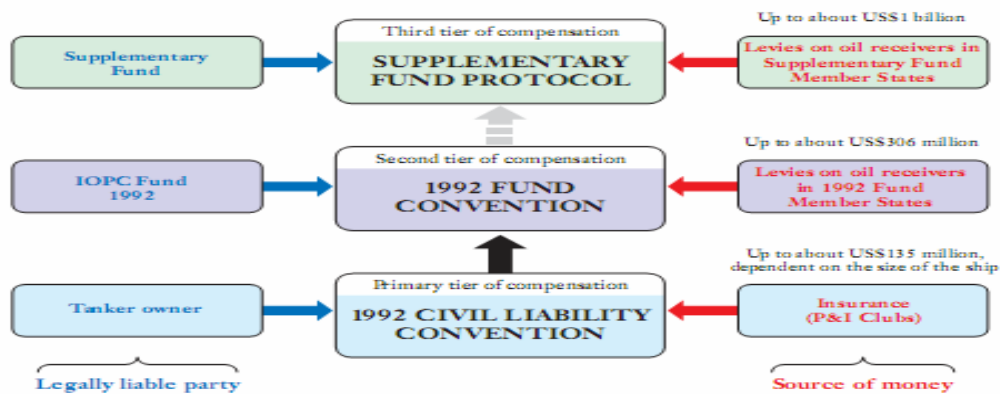 Third tier of compensation
Up to about US$1 billion
Supplementary
Fund
SUPPLEMENTARY
FUND PROTOCOL
Levies on oil receivers in
Supplementary Fund
Member States
Second tier of compensation
Up to about US$306 million
IOPC Fund
1992
1992 FUND
CONVENTION
Levies on oil receivers
in 1992 Fund
Member States
Primary tier of compensation
Up to about US$135 million,
dependent on the size of the ship
Tanker owner
1992 CIVIL LIABILITY
CONVENTION
Insurance
(P&I Clubs)
Legally liable party
Source of money